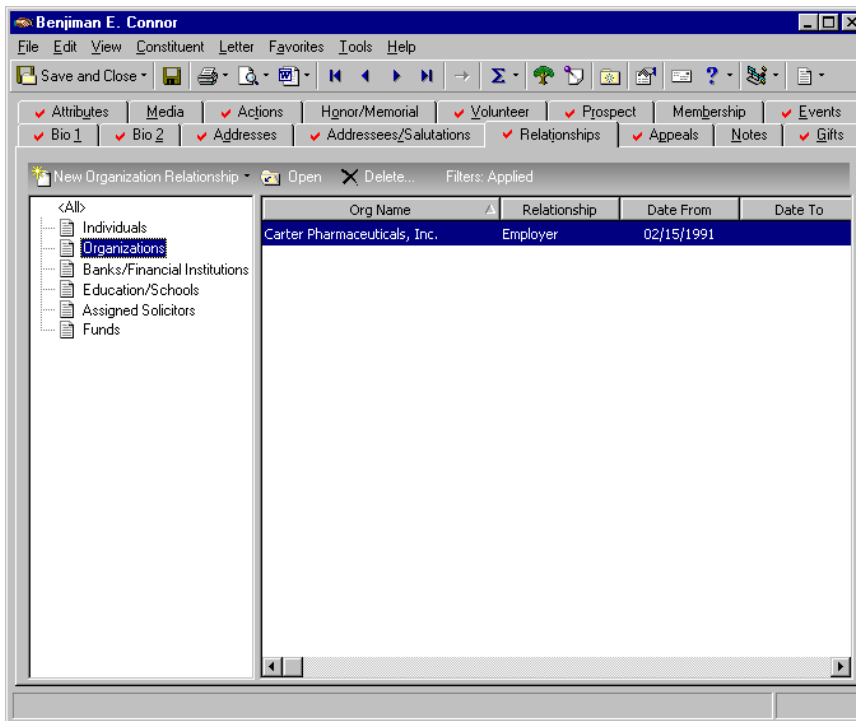 Benjiman E. Connor
File Edit View Constituent Letter Favorites Tools Help
Save and Close
Attributes Media Actions Honor/Memorial Volunteer Prospect Membership Events
Bio 1 Bio 2 Addresses Addressees/Salutations Relationships Appeals Notes Gifts
New Organization Relationship Open Delete... Filters: Applied
<All>
Individuals
Organizations
Banks/Financial Institutions
Education/Schools
Assigned Solicitors
Funds
Org Name Relationship Date From Date To
Carter Pharmaceuticals, Inc. Employer 02/15/1991